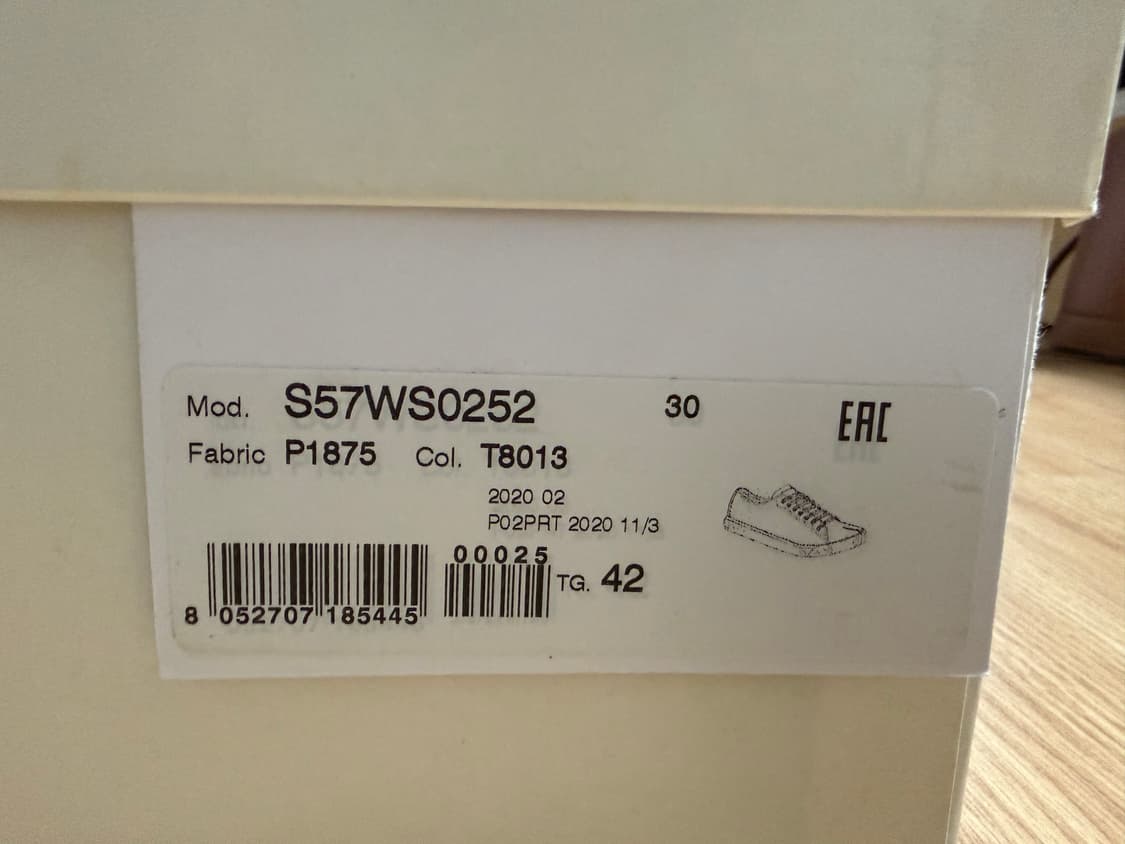 Mod. S57WS0252 30 EAC
Fabric P1875 Col. T8013
2020 02
P02PRT 2020 11/3
00025
TG. 42
8 052707 185445